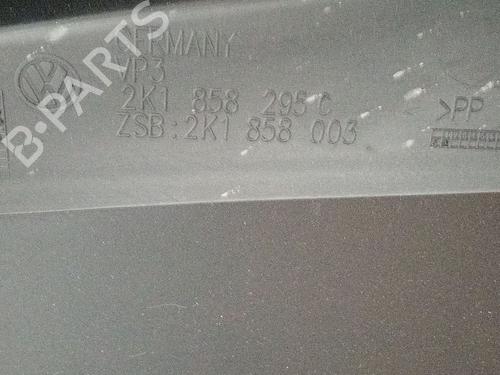 B-PARTS
GERMANY
VP3
2K1 858 295 C
ZSB:2K1 858 003
>PP